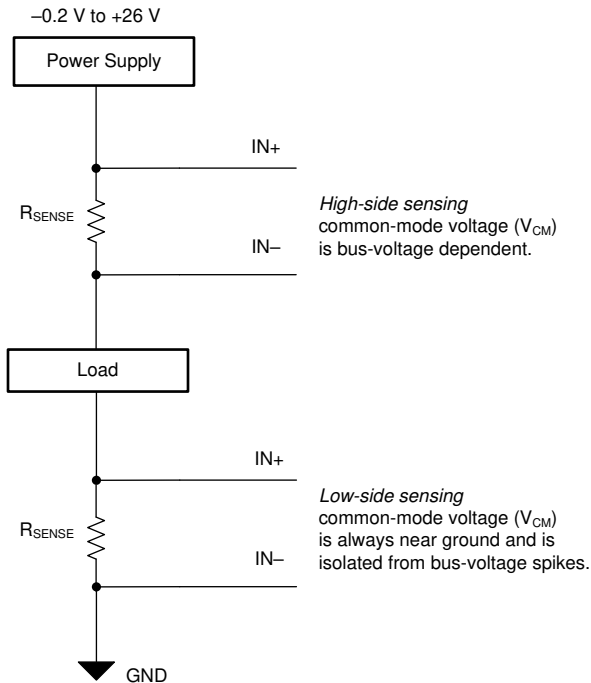 –0.2 V to +26 V
Power Supply
IN+
RSENSE
High-side sensing
common-mode voltage (VCM)
is bus-voltage dependent.
IN–
Load
IN+
RSENSE
Low-side sensing
common-mode voltage (VCM)
is always near ground and is
isolated from bus-voltage spikes.
IN–
GND